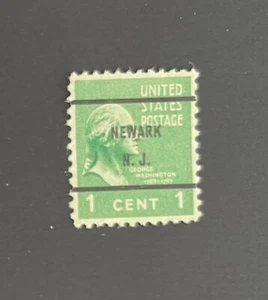 UNITED
STATES
POSTAGE
NEWARK
N. J.
GEORGE
WASHINGTON
1 CENT 1